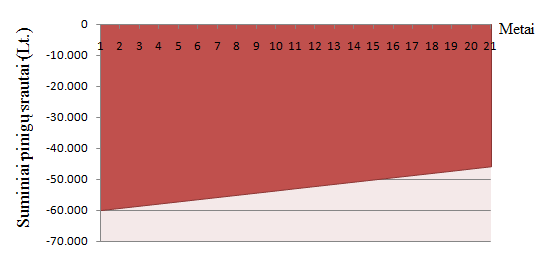 Suminiai pinigų srautai (Lt.)
0
-10.000
-20.000
-30.000
-40.000
-50.000
-60.000
-70.000
1 2 3 4 5 6 7 8 9 10 11 12 13 14 15 16 17 18 19 20 21
Metai